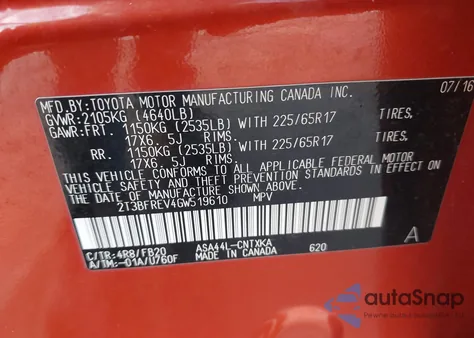 MFD.BY:TOYOTA MOTOR MANUFACTURING CANADA INC.
07/16
GVWR:2105KG (4640LB)
GAWR:FRT. 1150KG (2535LB) WITH 225/65R17 TIRES.
17X6.5J RIMS.
RR. 1150KG (2535LB) WITH 225/65R17 TIRES.
17X6.5J RIMS.
THIS VEHICLE CONFORMS TO ALL APPLICABLE FEDERAL MOTOR
VEHICLE SAFETY AND THEFT PREVENTION STANDARDS IN EFFECT ON
THE DATE OF MANUFACTURE SHOWN ABOVE.
2T3BFREV4GW519610 MPV
C/TR:4R8/FB20 ASA44L-CNTXKA A
A/TM:-01A/U760F MADE IN CANADA 620
autoSnap